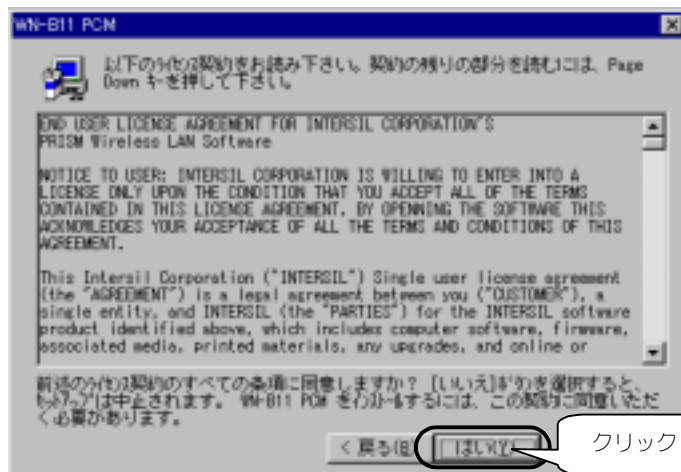 WN-B11 PCM
以下のﾗｲｾﾝｽ契約をお読み下さい。契約の残りの部分を読むには、Page
Down キーを押して下さい。
END USER LICENSE AGREEMENT FOR INTERSIL CORPORATION'S
PRISM Wireless LAN Software
NOTICE TO USER: INTERSIL CORPORATION IS WILLING TO ENTER INTO A
LICENSE ONLY UPON THE CONDITION THAT YOU ACCEPT ALL OF THE TERMS
CONTAINED IN THIS LICENSE AGREEMENT. BY OPENNING THE SOFTWARE THIS
ACKNOWLEDGES YOUR ACCEPTANCE OF ALL THE TERMS AND CONDITIONS OF THIS
AGREEMENT.
This Intersil Corporation ("INTERSIL") Single user license agreement
(the "AGREEMENT") is a legal agreement between you ("CUSTOMER"), a
single entity, and INTERSIL (the "PARTIES") for the INTERSIL software
product identified above, which includes computer software, firmware,
associated media, printed materials, any upgrades, and online or
前述のﾗｲｾﾝｽ契約のすべての条項に同意しますか？ [いいえ]ﾎﾞﾀﾝを選択すると、
ｾｯﾄｱｯﾌﾟは中止されます。 WN-B11 PCM をｲﾝｽﾄｰﾙするには、この契約に同意いただ
く必要があります。
< 戻る(B)
はい(Y)
クリック